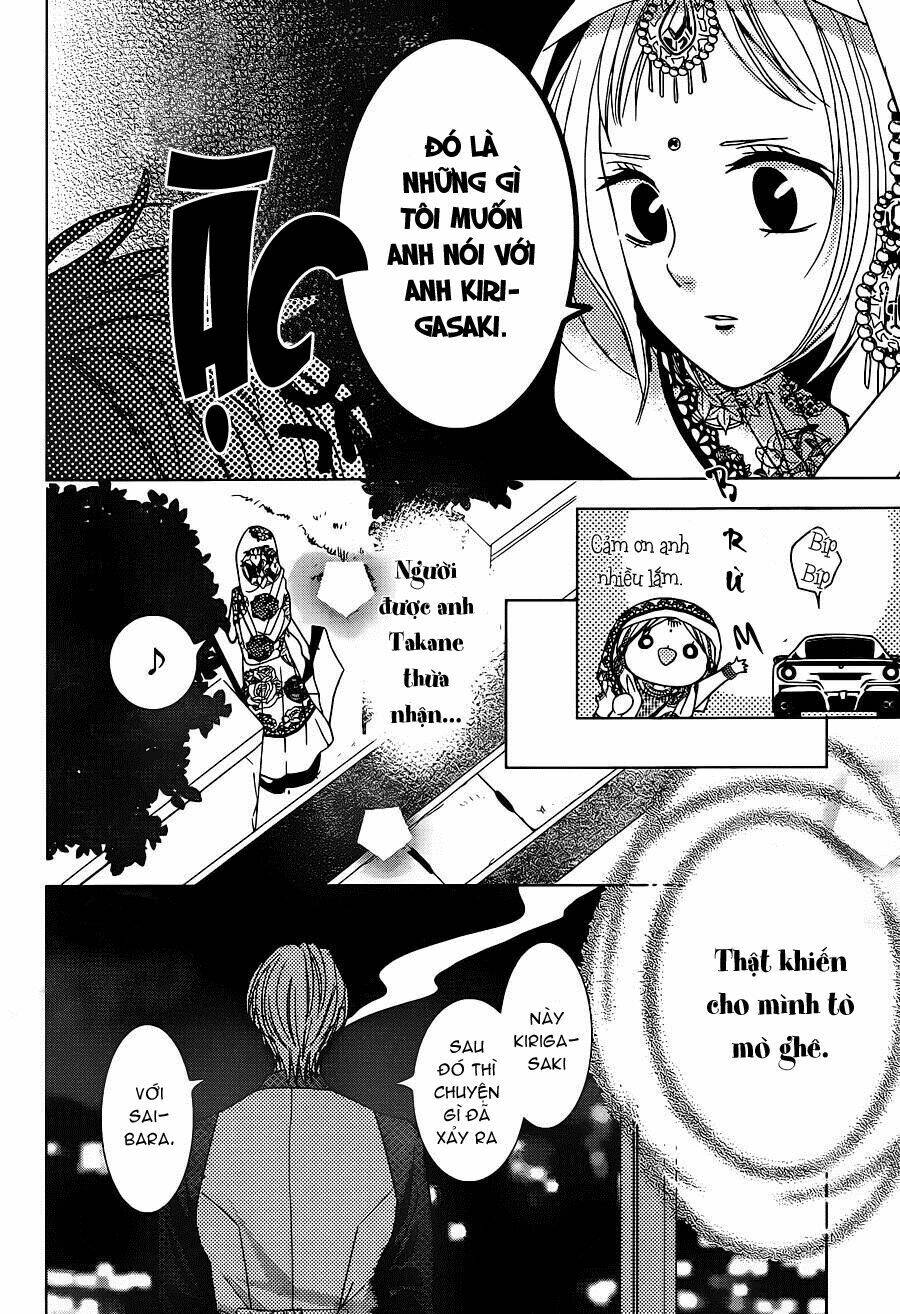 ĐÓ LÀ
NHỮNG GÌ
TÔI MUỐN
ANH NÓI VỚI
ANH KIRI-
GASAKI.
ẶC
Bíp
Bíp
RÙ
M
Cảm ơn anh
nhiều lắm.
Người
được anh
Takane
thừa
nhận...
♪
Thật khiến
cho mình tò
mò ghê.
NÀY
KIRIGA-
SAKI
SAU
ĐÓ THÌ
CHUYỆN
GÌ ĐÃ
XẢY RA
VỚI
SAI-
BARA.